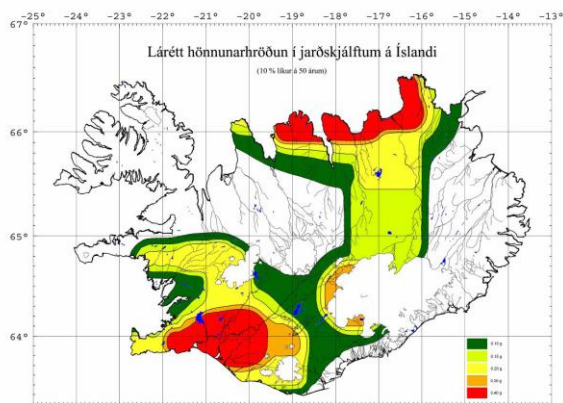 −25° −24° −23° −22° −21° −20° −19° −18° −17° −16° −15° −14° −13°
67°
Lárétt hönnunarhröðun í jarðskjálftum á Íslandi
(10 % líkur á 50 árum)
66°
65°
64°
0.10 g
0.15 g
0.20 g
0.30 g
0.40 g